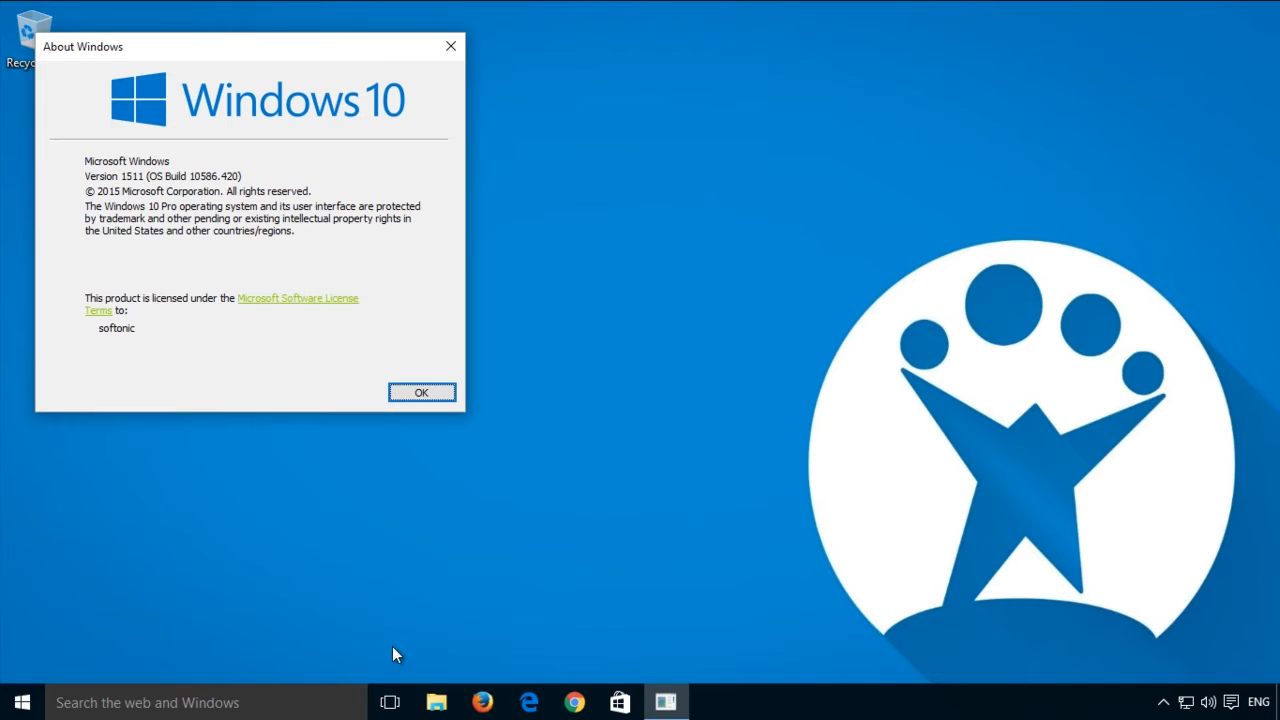 Recyc
About Windows
Windows 10
Microsoft Windows
Version 1511 (OS Build 10586.420)
© 2015 Microsoft Corporation. All rights reserved.
The Windows 10 Pro operating system and its user interface are protected
by trademark and other pending or existing intellectual property rights in
the United States and other countries/regions.
This product is licensed under the Microsoft Software License
Terms to:
softonic
OK
Search the web and Windows
ENG